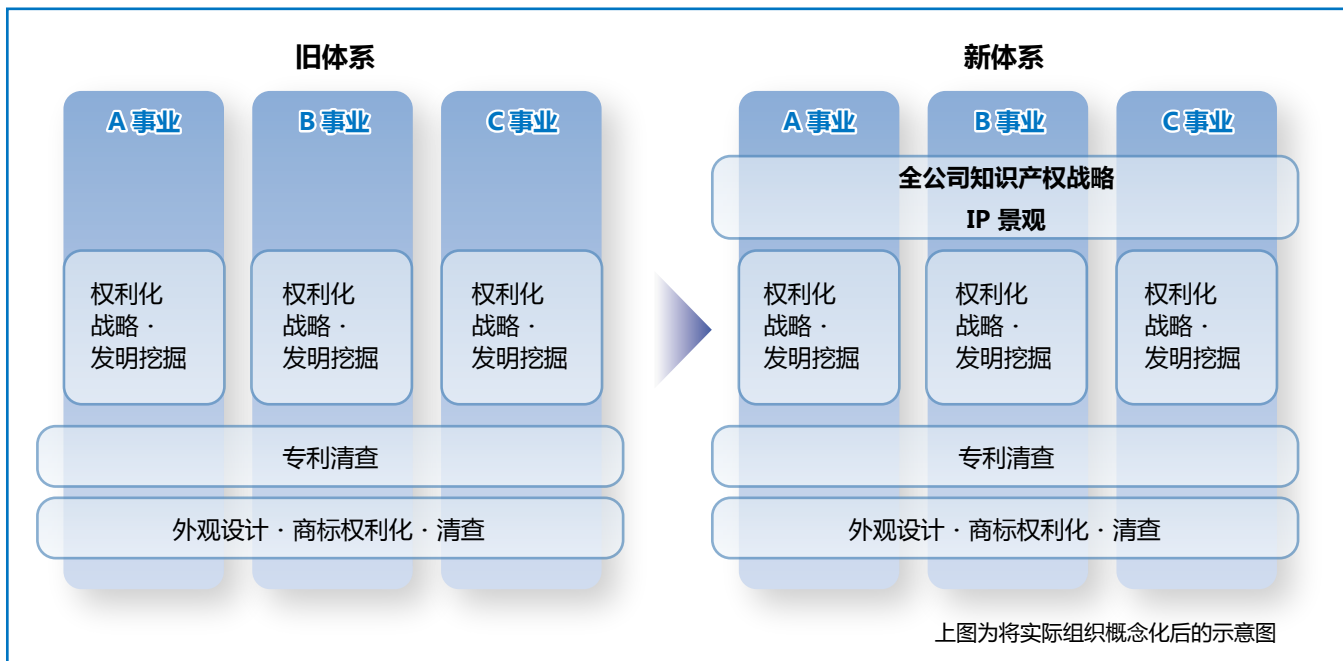 旧体系
A 事业
B 事业
C 事业
权利化
战略 ·
发明挖掘
权利化
战略 ·
发明挖掘
权利化
战略 ·
发明挖掘
专利清查
外观设计 · 商标权利化 · 清查
新体系
A 事业
B 事业
C 事业
全公司知识产权战略
IP 景观
权利化
战略 ·
发明挖掘
权利化
战略 ·
发明挖掘
权利化
战略 ·
发明挖掘
专利清查
外观设计 · 商标权利化 · 清查
上图为将实际组织概念化后的示意图